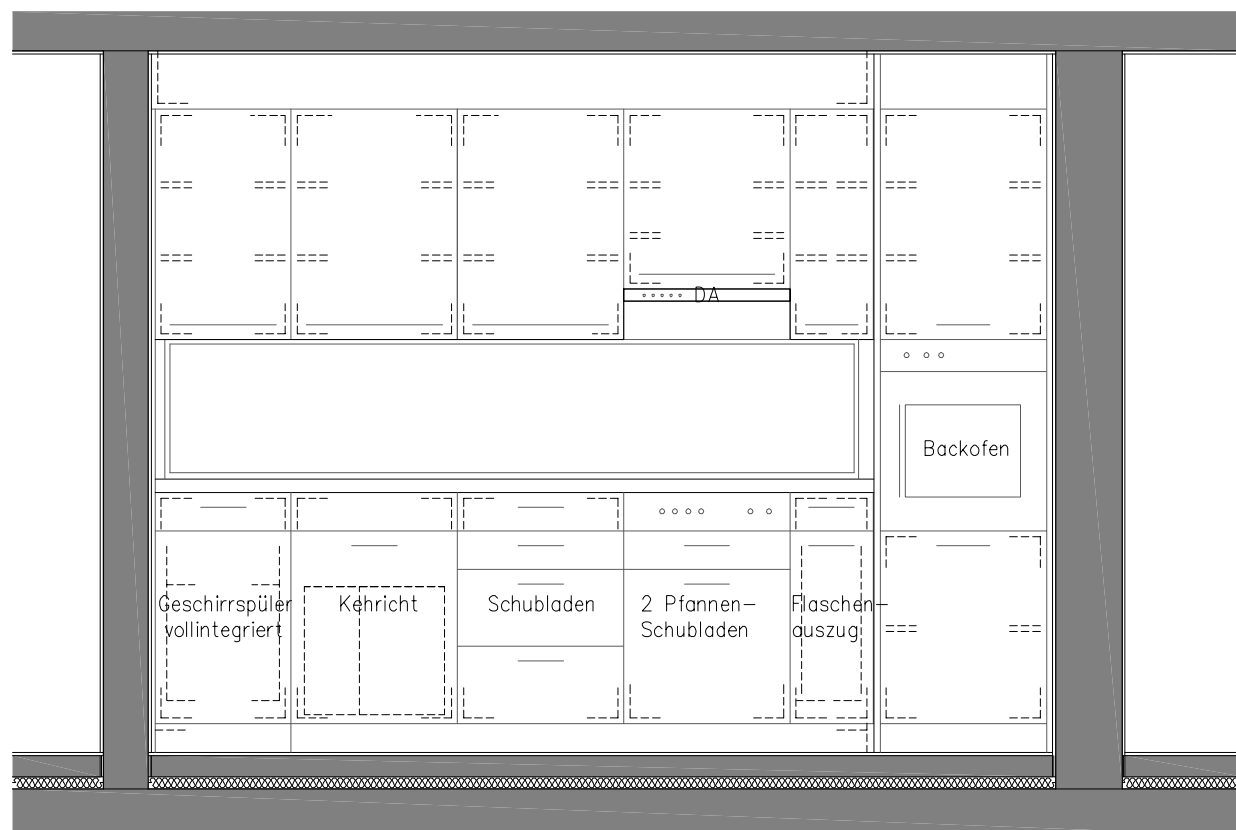 DA
Backofen
Geschirrspüler
vollintegriert
Kehricht
Schubladen
2 Pfannen-
Schubladen
Flaschen-
auszug